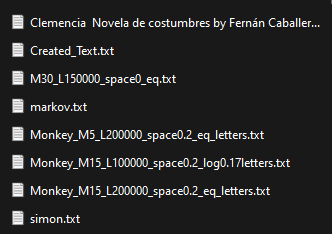 Clemencia  Novela de costumbres by Fernán Caballer...
Created_Text.txt
M30_L150000_space0_eq.txt
markov.txt
Monkey_M5_L200000_space0.2_eq_letters.txt
Monkey_M15_L100000_space0.2_log0.17letters.txt
Monkey_M15_L200000_space0.2_eq_letters.txt
simon.txt